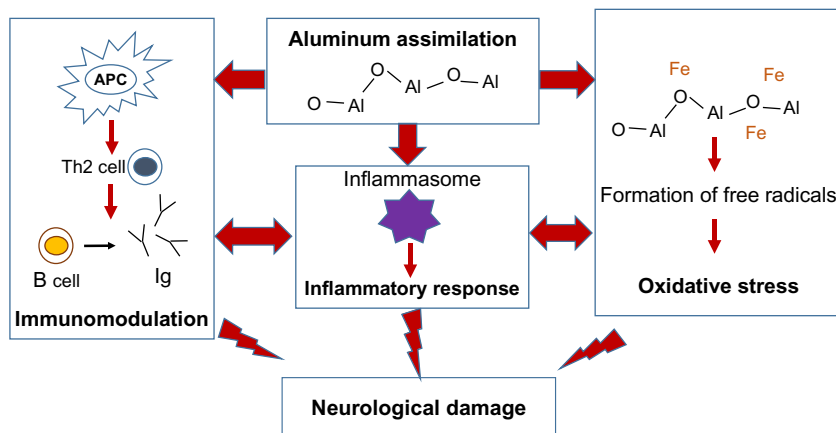 Aluminum assimilation
O
Al
O
Al
O
Al
APC
Th2 cell
B cell
Ig
Immunomodulation
Inflammasome
Inflammatory response
Fe
Fe
O
Al
O
Al
O
Al
Fe
Formation of free radicals
Oxidative stress
Neurological damage